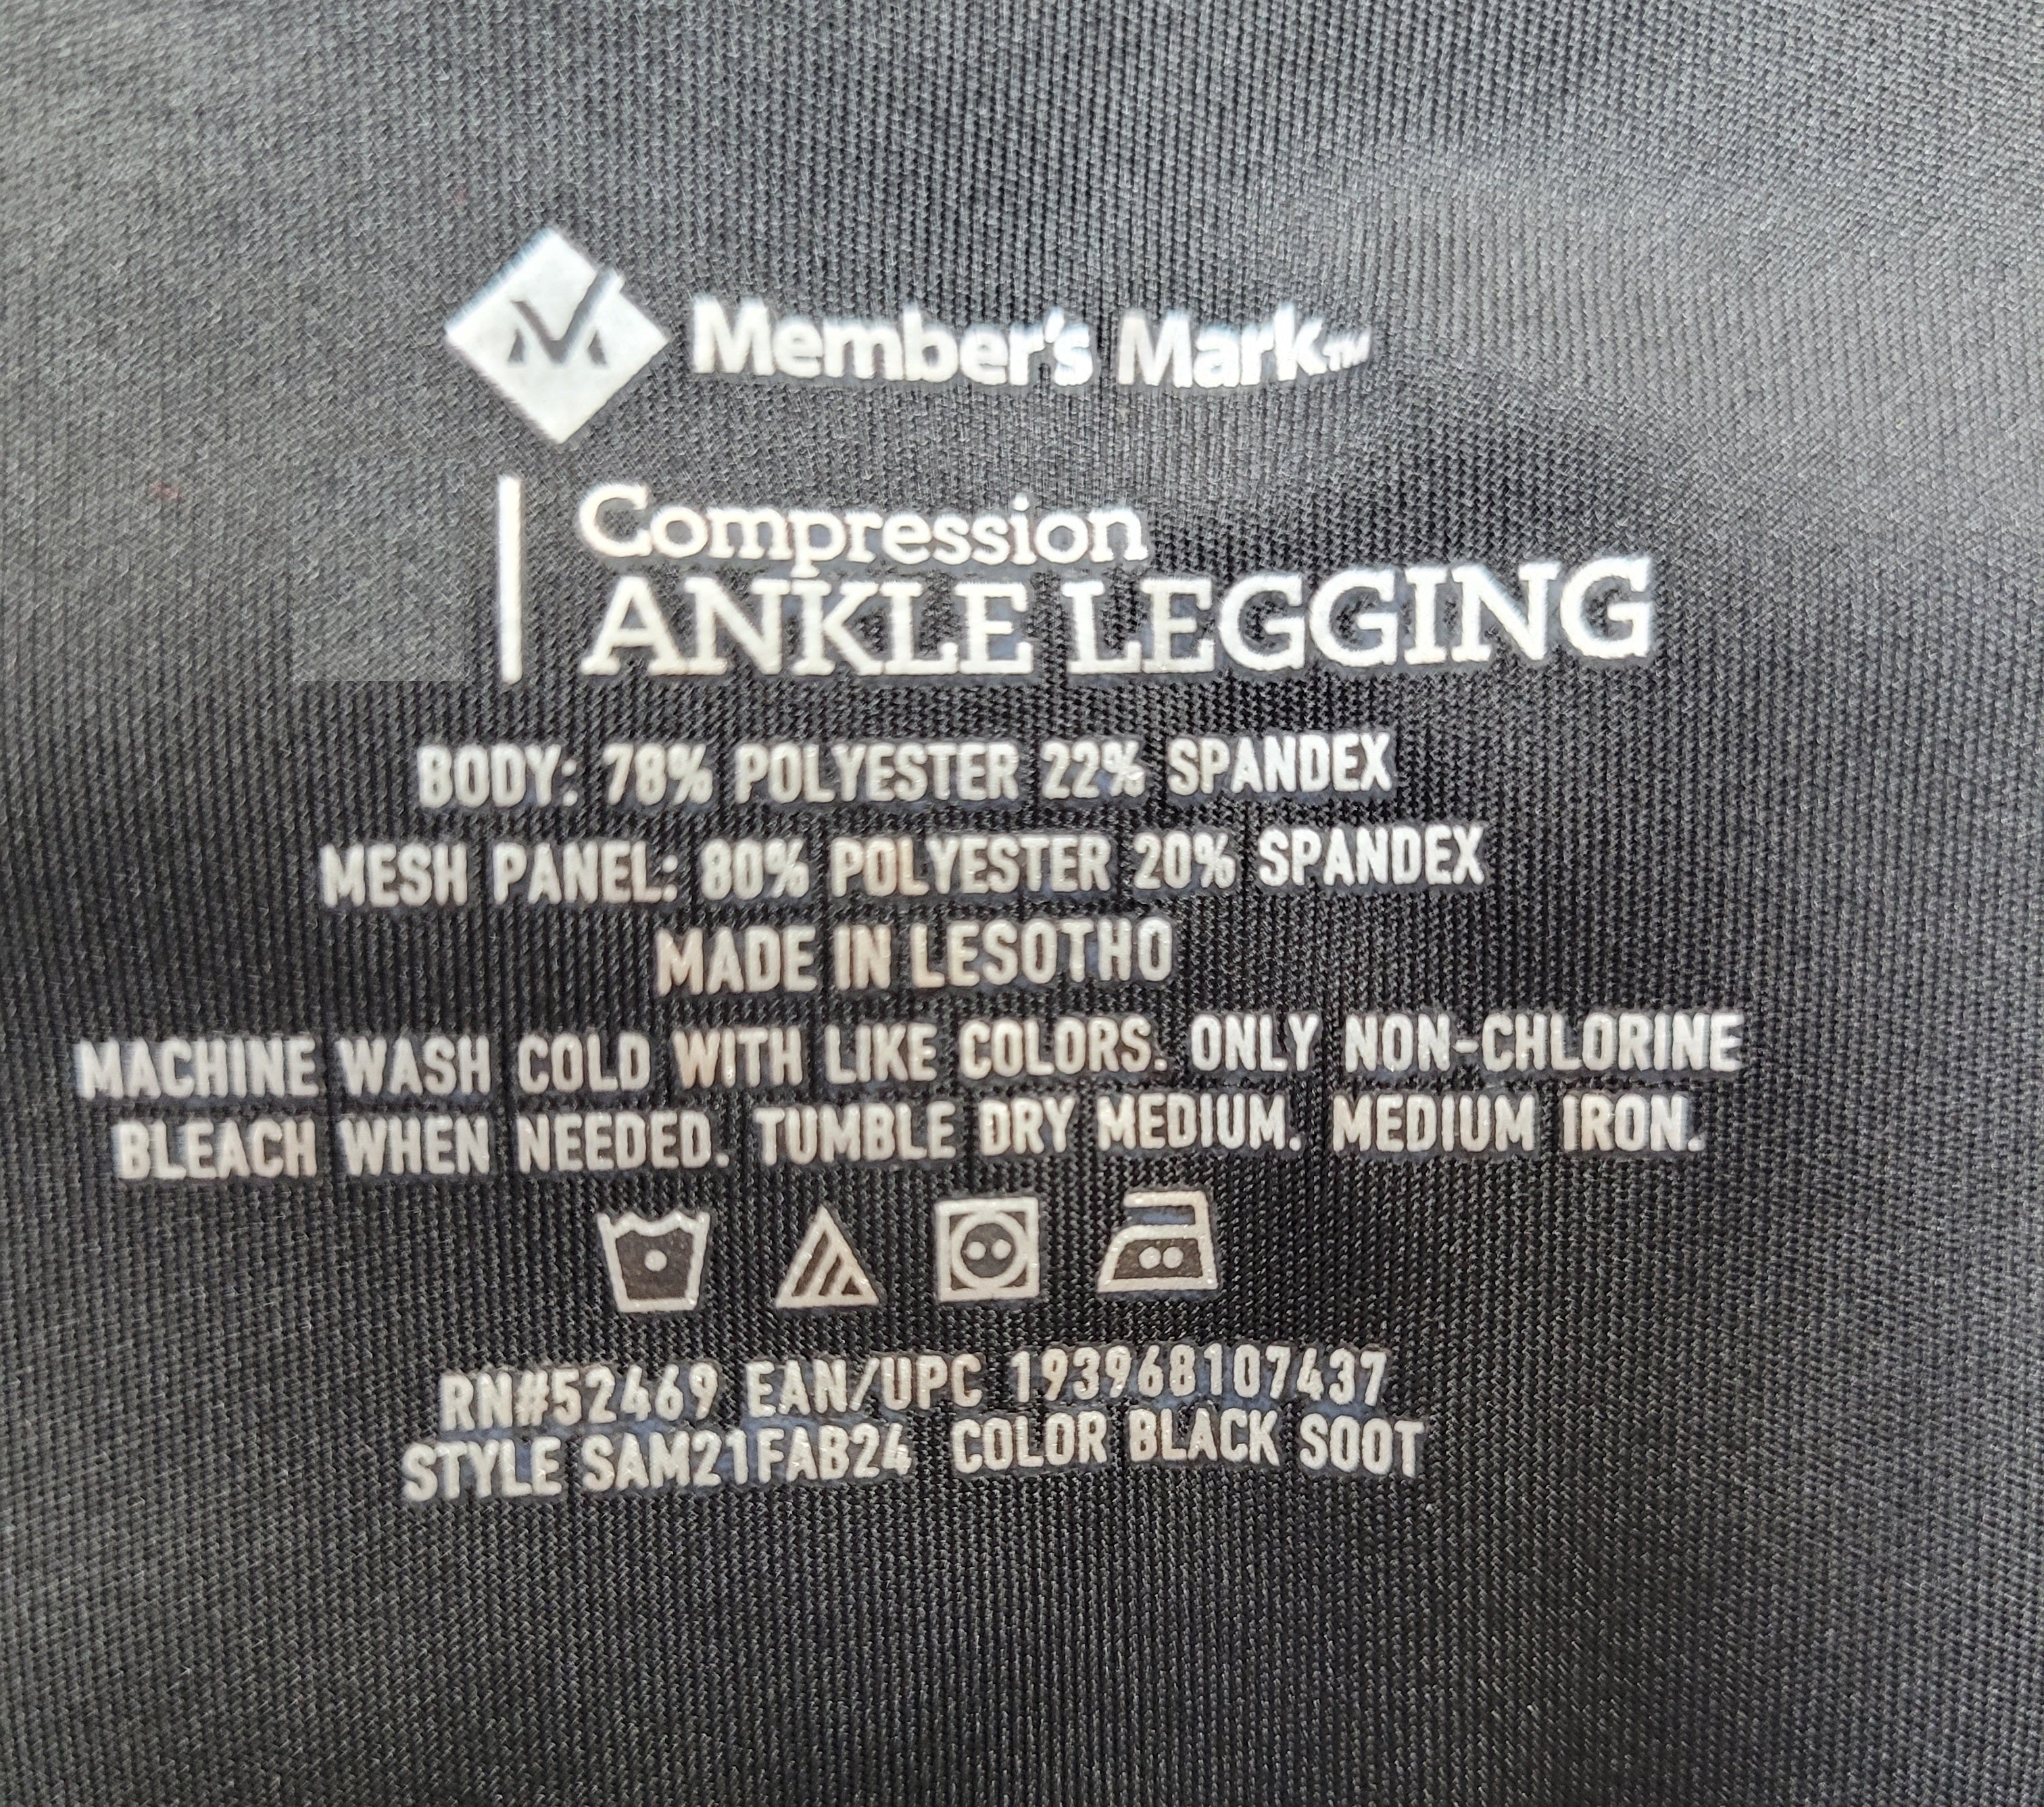 Member's Mark™
Compression
ANKLE LEGGING
BODY: 78% POLYESTER 22% SPANDEX
MESH PANEL: 80% POLYESTER 20% SPANDEX
MADE IN LESOTHO
MACHINE WASH COLD WITH LIKE COLORS. ONLY NON-CHLORINE
BLEACH WHEN NEEDED. TUMBLE DRY MEDIUM. MEDIUM IRON.
RN#52469 EAN/UPC 193968107437
STYLE SAM21FAB24 COLOR BLACK SOOT